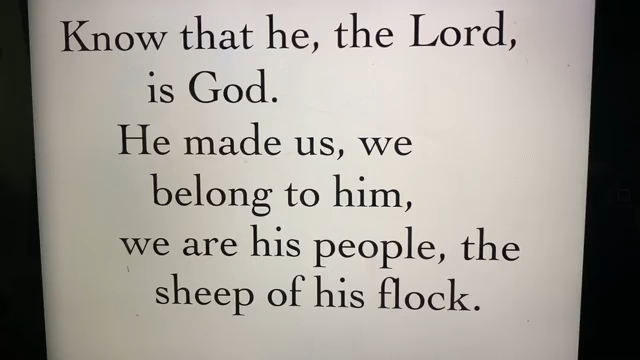 Know that he, the Lord,
is God.
He made us, we
belong to him,
we are his people, the
sheep of his flock.